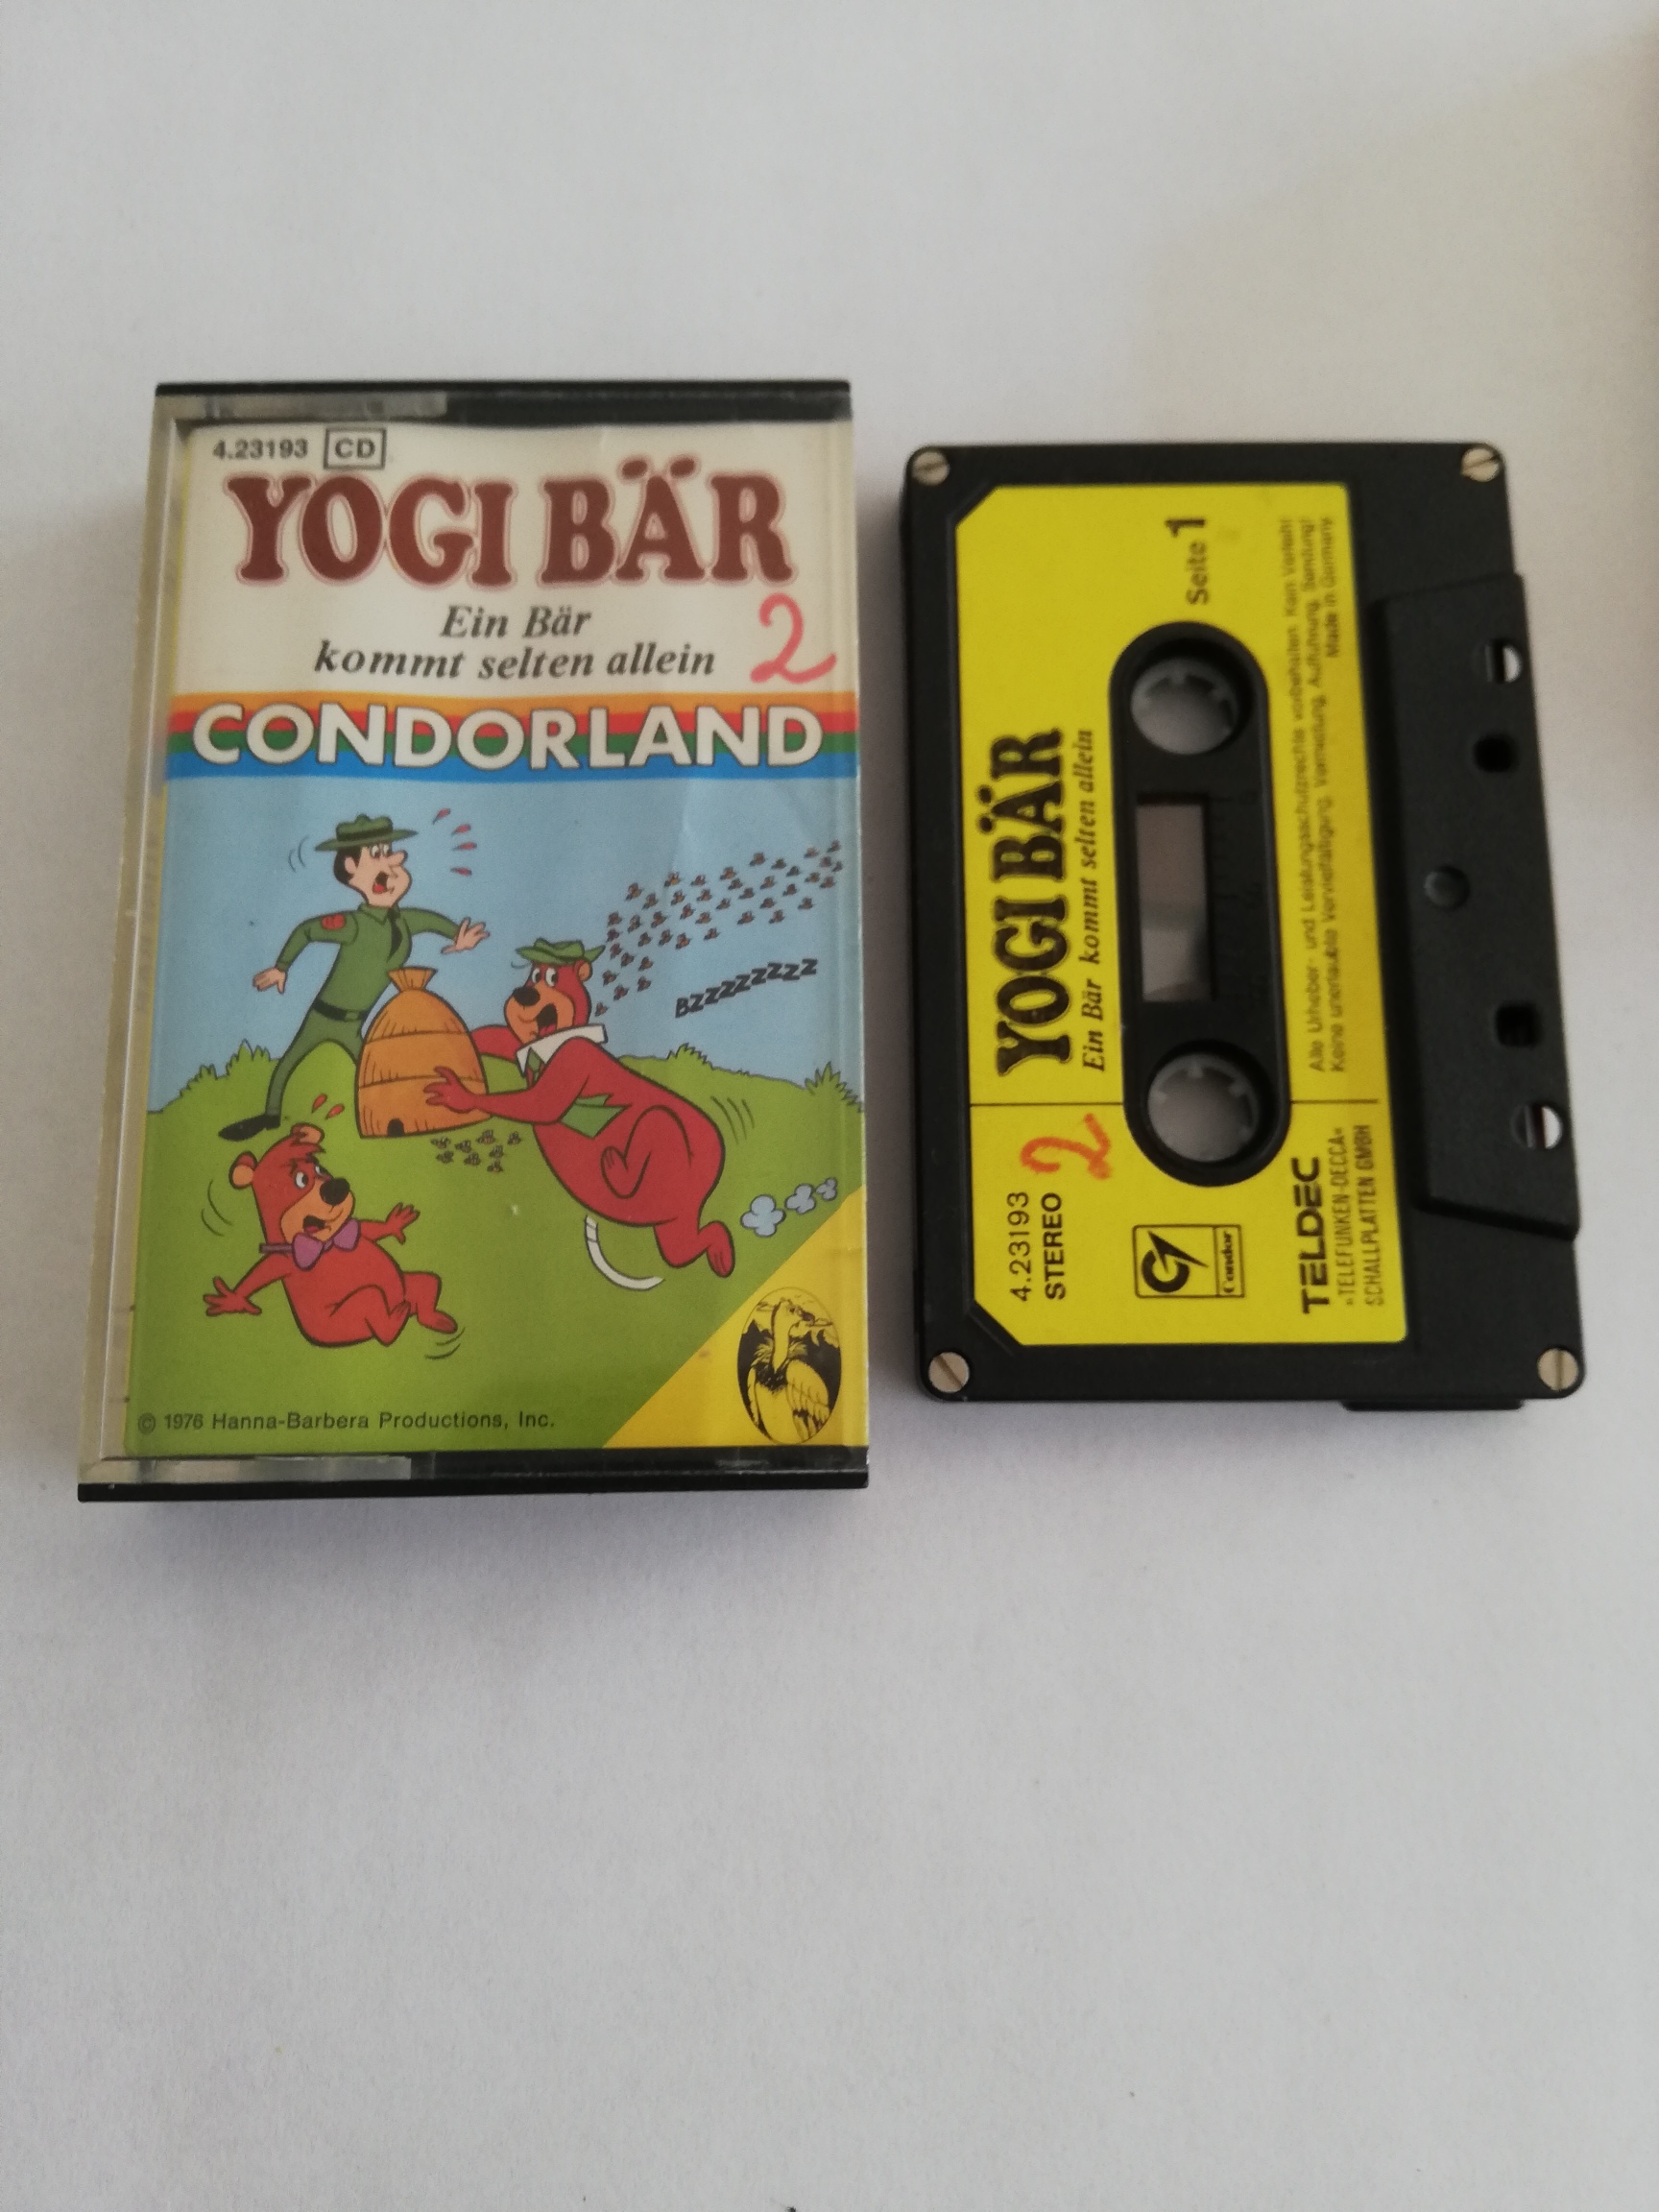 4.23193 CD
YOGI BÄR
Ein Bär
kommt selten allein
2
CONDORLAND
BZZZZZZZZZ
© 1976 Hanna-Barbera Productions, Inc.
YOGI BÄR
Ein Bär kommt selten allein
Seite 1
4.23193
STEREO
2
Condor
TELDEC
»TELEFUNKEN-DECCA«
SCHALLPLATTEN GMBH
Alle Urheber- und Leistungsschutzrechte vorbehalten. Kein Verleih!
Keine unerlaubte Vervielfältigung, Vermietung, Aufführung, Sendung!
Made in Germany